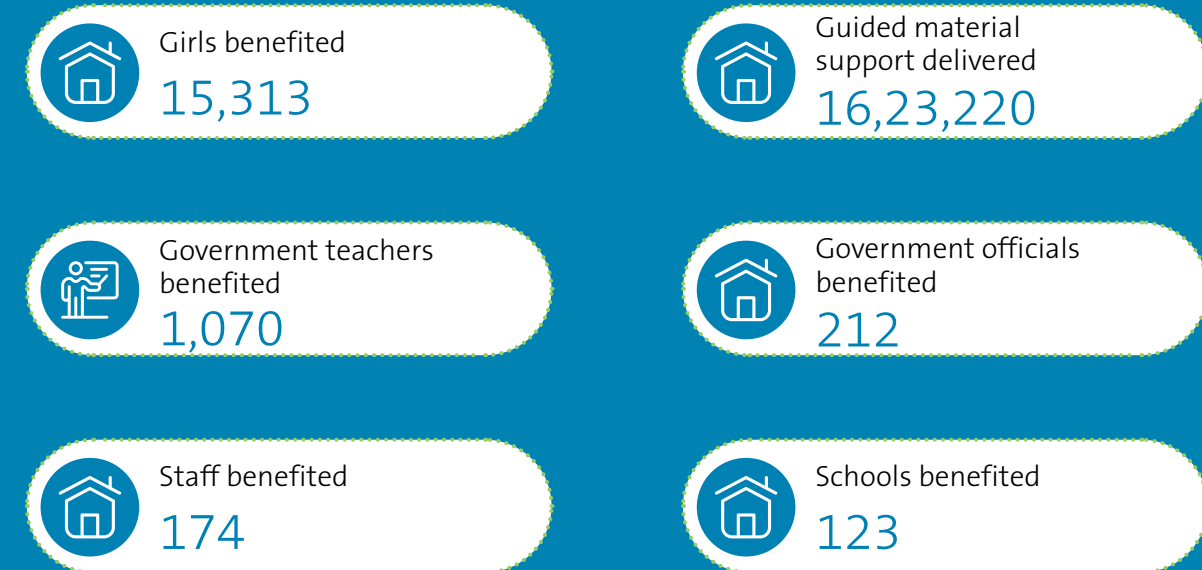 Girls benefited
15,313
Guided material
support delivered
16,23,220
Government teachers
benefited
1,070
Government officials
benefited
212
Staff benefited
174
Schools benefited
123